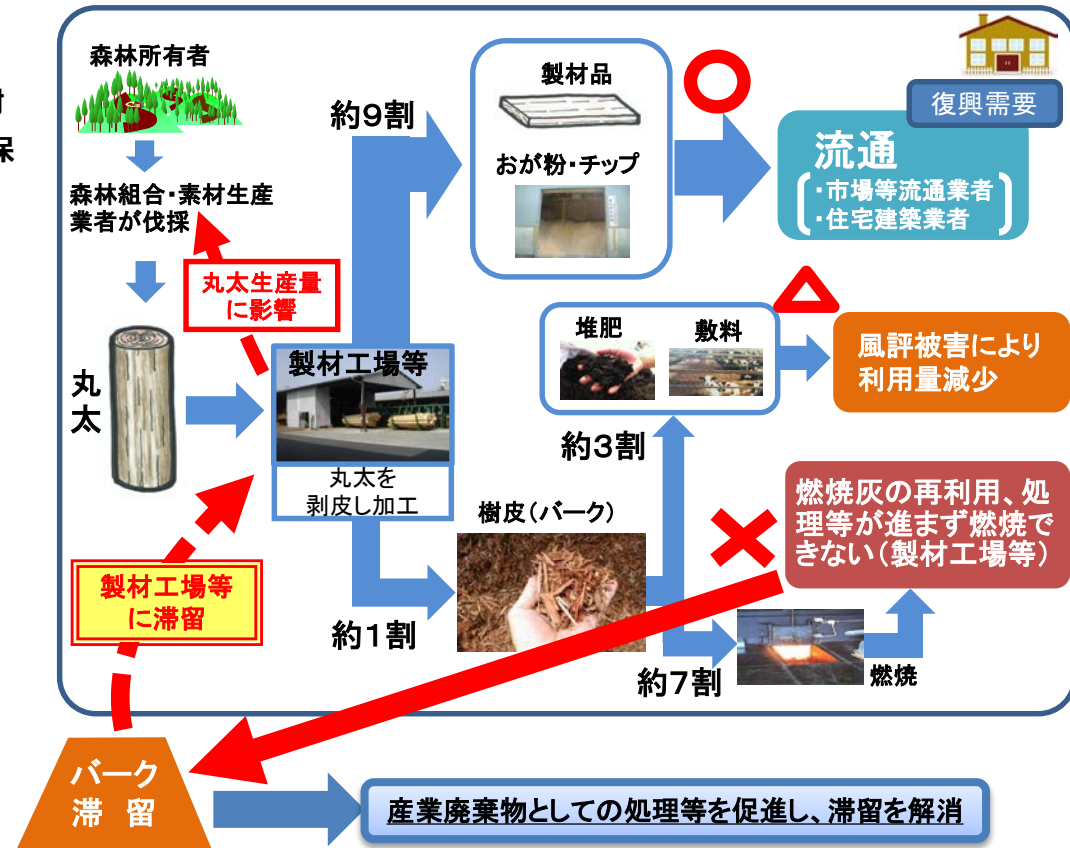 森林所有者
保
森林組合・素材生産
業者が伐採
丸太
丸太生産量
に影響
約9割
製材品
おが粉・チップ
復興需要
流通
・市場等流通業者
・住宅建築業者
製材工場等
丸太を
剥皮し加工
堆肥
敷料
風評被害により
利用量減少
約3割
樹皮(バーク)
約1割
燃焼灰の再利用、処
理等が進まず燃焼で
きない(製材工場等)
約7割
燃焼
製材工場等
に滞留
バーク
滞 留
産業廃棄物としての処理等を促進し、滞留を解消